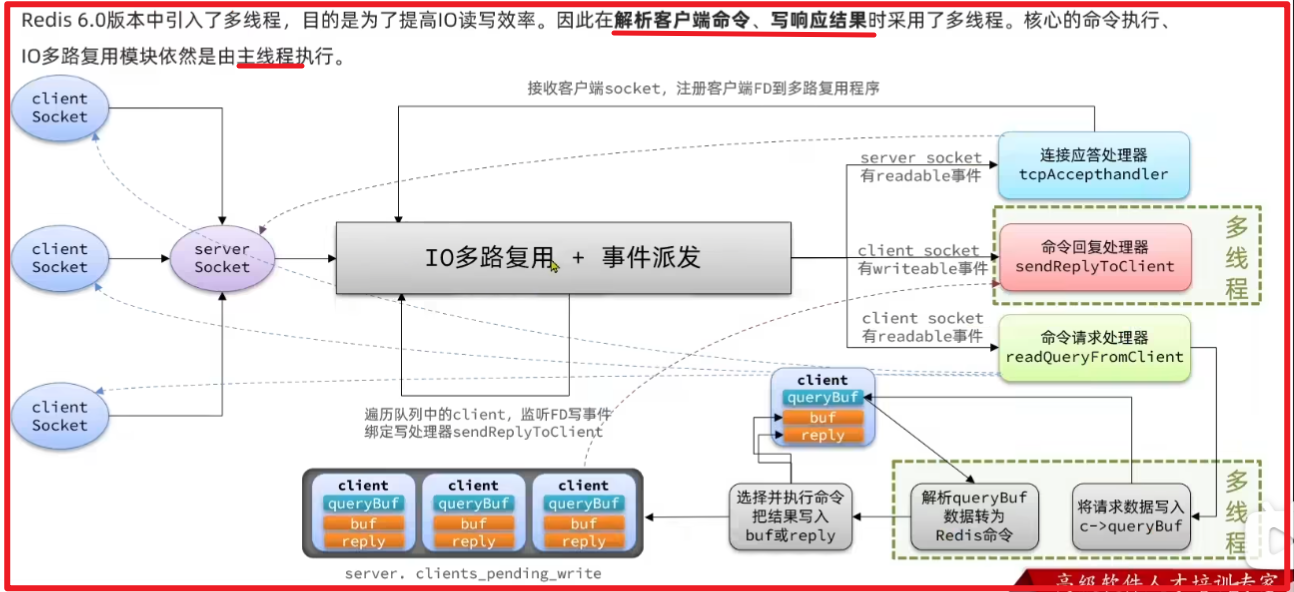 Redis 6.0版本中引入了多线程，目的是为了提高IO读写效率。因此在解析客户端命令、写响应结果时采用了多线程。核心的命令执行、
IO多路复用模块依然是由主线程执行。
接收客户端socket，注册客户端FD到多路复用程序
client
Socket
client
Socket
client
Socket
server
Socket
IO多路复用 + 事件派发
server socket
有readable事件
连接应答处理器
tcpAccepthandler
client socket
有writeable事件
命令回复处理器
sendReplyToClient
多线程
client socket
有readable事件
命令请求处理器
readQueryFromClient
遍历队列中的client，监听FD写事件
绑定写处理器sendReplyToClient
client
queryBuf
buf
reply
client
queryBuf
buf
reply
client
queryBuf
buf
reply
client
queryBuf
buf
reply
server. clients_pending_write
选择并执行命令
把结果写入
buf或reply
解析queryBuf
数据转为
Redis命令
将请求数据写入
c->queryBuf
多线程
高级软件人才培训专家